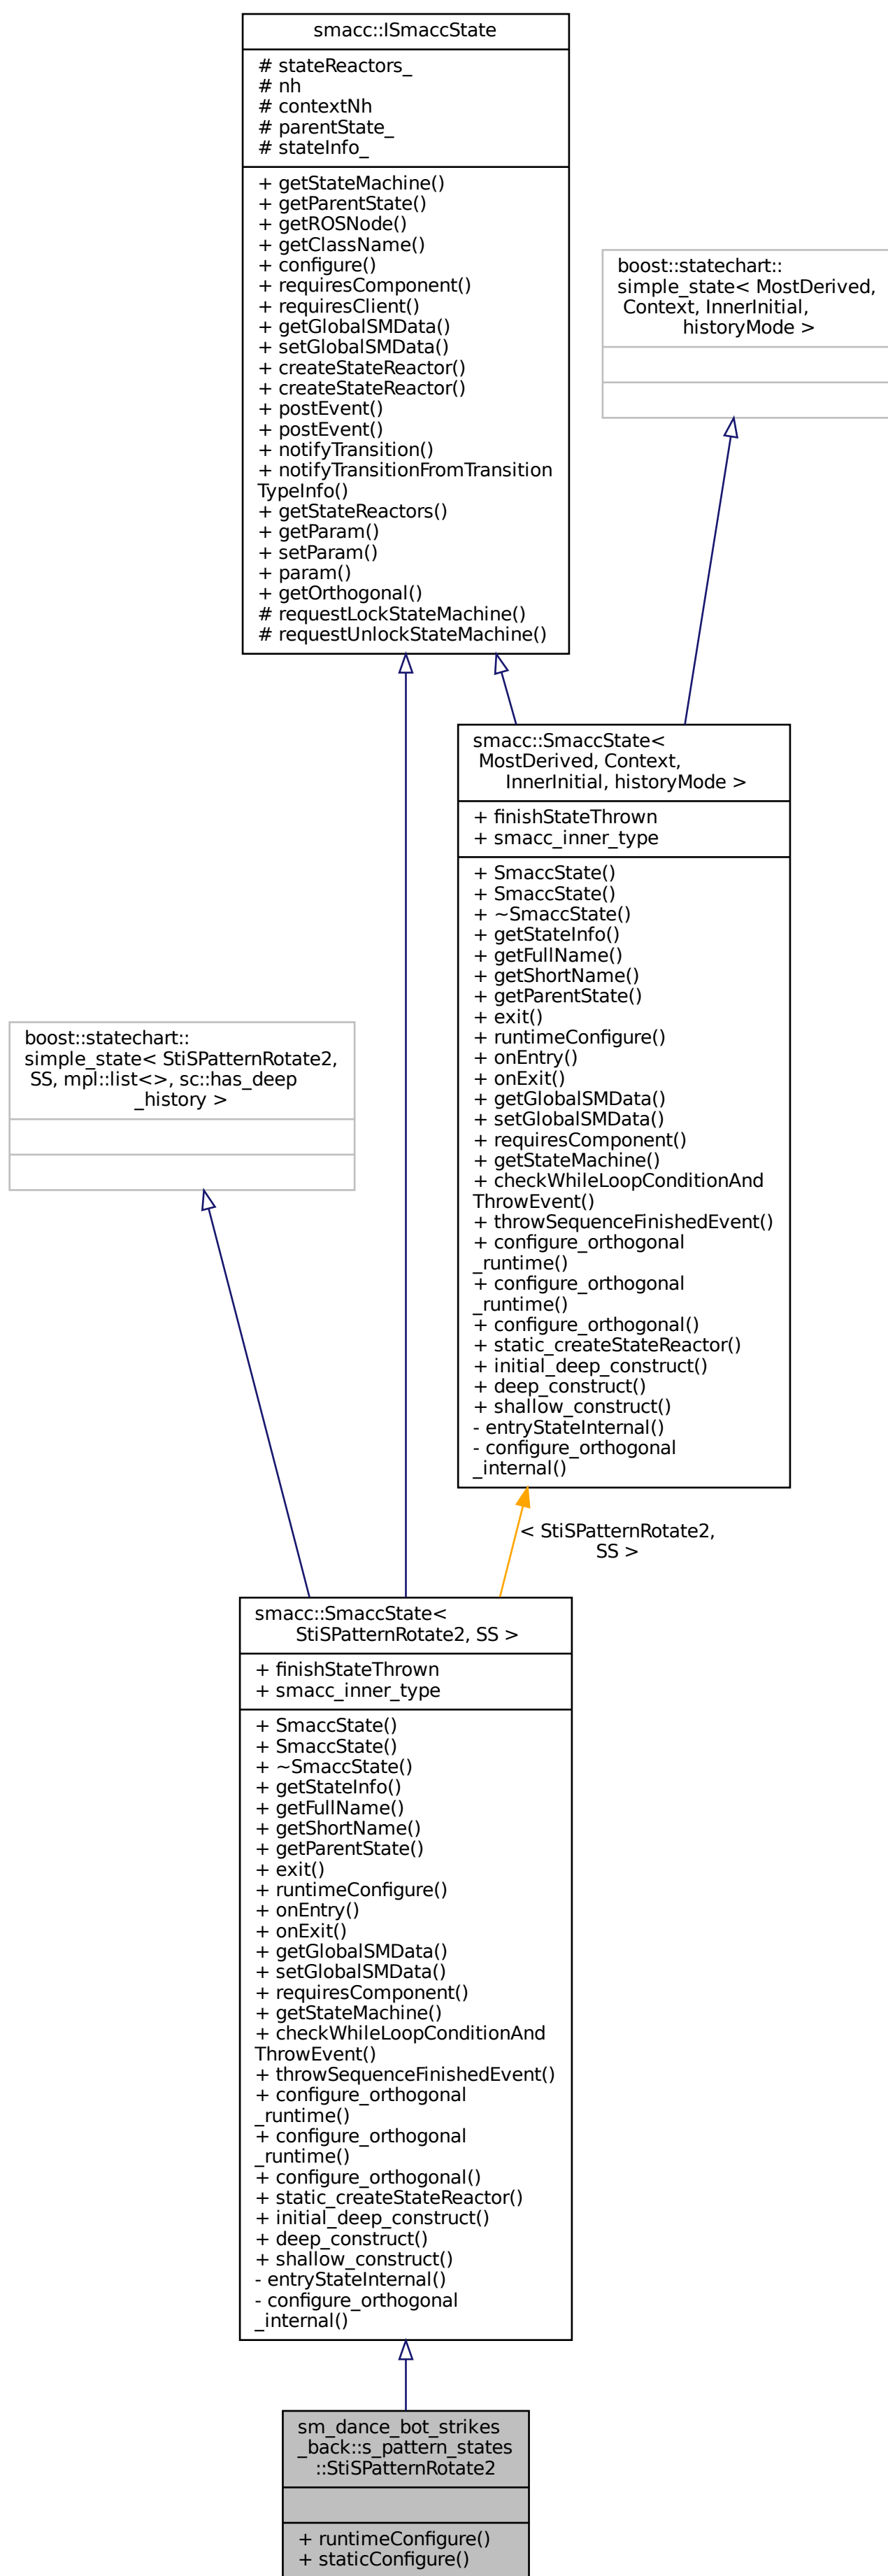 smacc::ISmaccState
# stateReactors_
# nh
# contextNh
# parentState_
# stateInfo_
+ getStateMachine()
+ getParentState()
+ getROSNode()
+ getClassName()
+ configure()
+ requiresComponent()
+ requiresClient()
+ getGlobalSMData()
+ setGlobalSMData()
+ createStateReactor()
+ createStateReactor()
+ postEvent()
+ postEvent()
+ notifyTransition()
+ notifyTransitionFromTransition
TypeInfo()
+ getStateReactors()
+ getParam()
+ setParam()
+ param()
+ getOrthogonal()
# requestLockStateMachine()
# requestUnlockStateMachine()
boost::statechart::
simple_state< MostDerived,
Context, InnerInitial,
historyMode >
smacc::SmaccState<
MostDerived, Context,
InnerInitial, historyMode >
+ finishStateThrown
+ smacc_inner_type
+ SmaccState()
+ SmaccState()
+ ~SmaccState()
+ getStateInfo()
+ getFullName()
+ getShortName()
+ getParentState()
+ exit()
+ runtimeConfigure()
+ onEntry()
+ onExit()
+ getGlobalSMData()
+ setGlobalSMData()
+ requiresComponent()
+ getStateMachine()
+ checkWhileLoopConditionAnd
ThrowEvent()
+ throwSequenceFinishedEvent()
+ configure_orthogonal
_runtime()
+ configure_orthogonal
_runtime()
+ configure_orthogonal()
+ static_createStateReactor()
+ initial_deep_construct()
+ deep_construct()
+ shallow_construct()
- entryStateInternal()
- configure_orthogonal
_internal()
boost::statechart::
simple_state< StiSPatternRotate2,
SS, mpl::list<>, sc::has_deep
_history >
< StiSPatternRotate2,
SS >
smacc::SmaccState<
StiSPatternRotate2, SS >
+ finishStateThrown
+ smacc_inner_type
+ SmaccState()
+ SmaccState()
+ ~SmaccState()
+ getStateInfo()
+ getFullName()
+ getShortName()
+ getParentState()
+ exit()
+ runtimeConfigure()
+ onEntry()
+ onExit()
+ getGlobalSMData()
+ setGlobalSMData()
+ requiresComponent()
+ getStateMachine()
+ checkWhileLoopConditionAnd
ThrowEvent()
+ throwSequenceFinishedEvent()
+ configure_orthogonal
_runtime()
+ configure_orthogonal
_runtime()
+ configure_orthogonal()
+ static_createStateReactor()
+ initial_deep_construct()
+ deep_construct()
+ shallow_construct()
- entryStateInternal()
- configure_orthogonal
_internal()
sm_dance_bot_strikes
_back::s_pattern_states
::StiSPatternRotate2
+ runtimeConfigure()
+ staticConfigure()